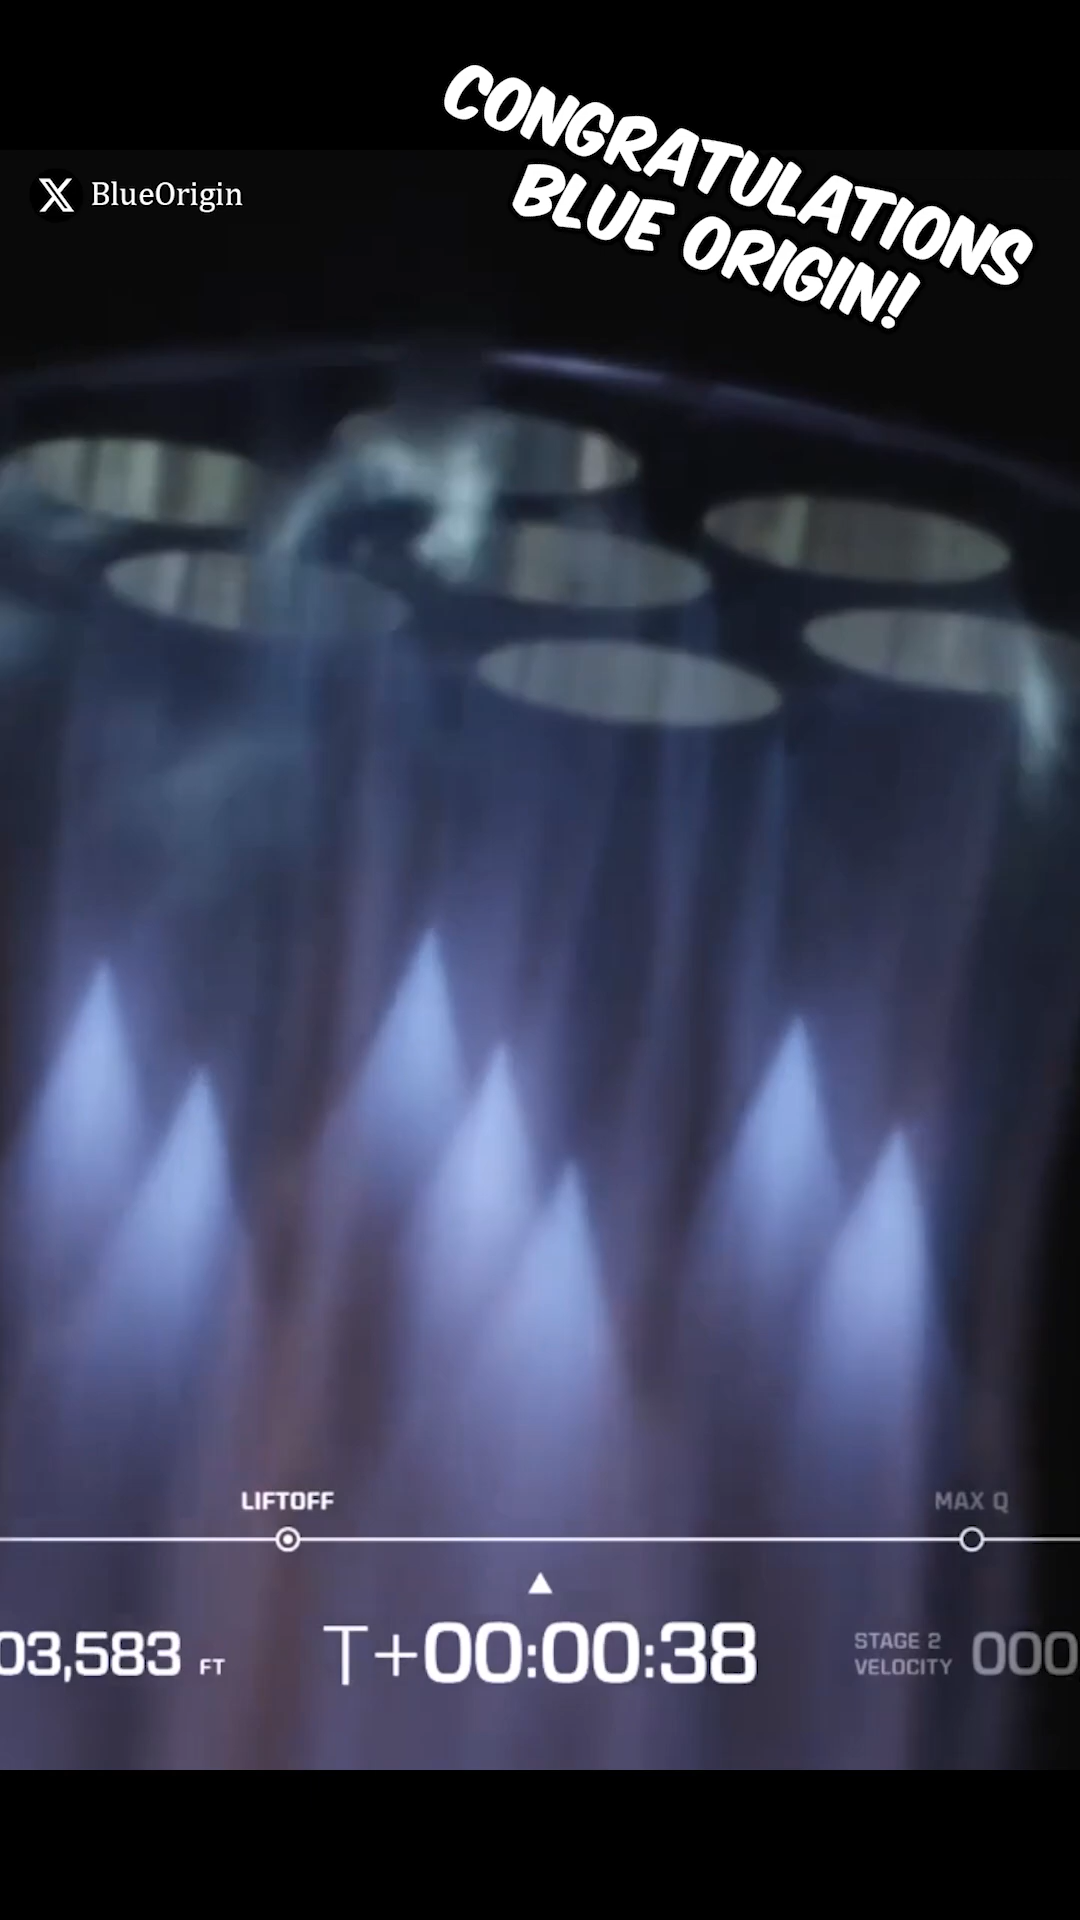 CONGRATULATIONS
BLUE ORIGIN!
X BlueOrigin
LIFTOFF
MAX Q
03,583 FT
T+00:00:38
STAGE 2
VELOCITY 000